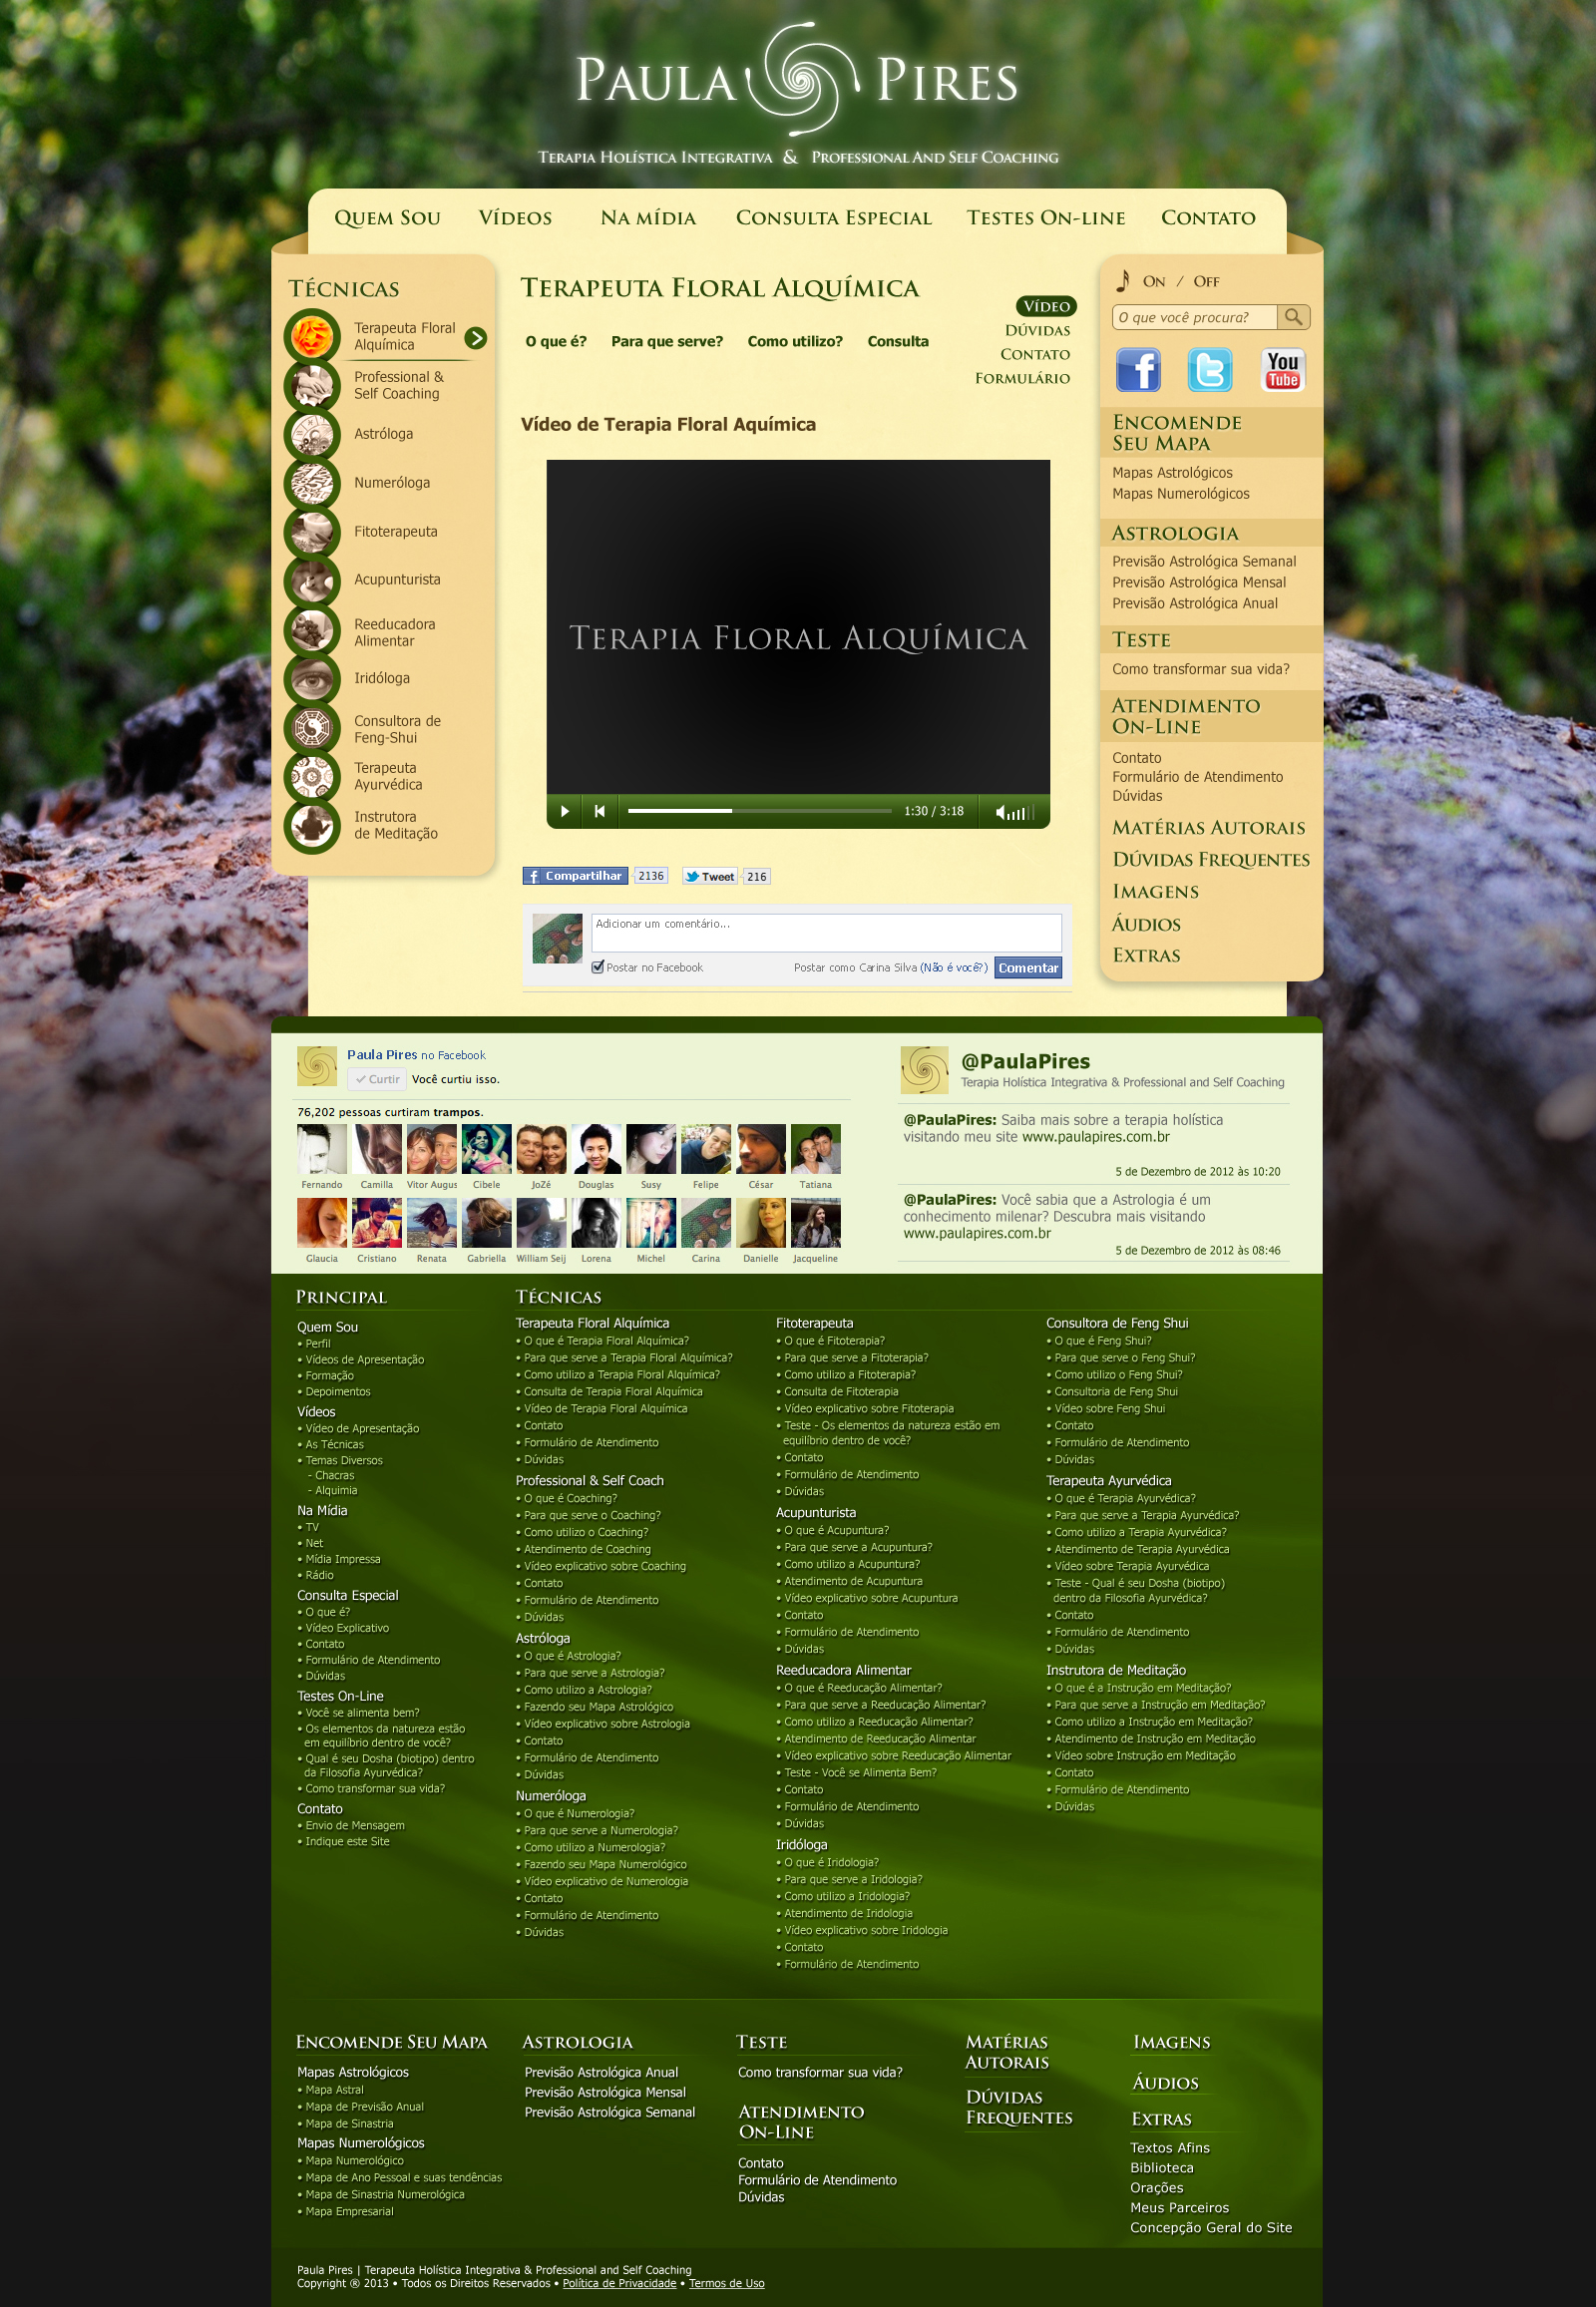 PAULA PIRES
TERAPIA HOLÍSTICA INTEGRATIVA & PROFESSIONAL AND SELF COACHING
QUEM SOU VÍDEOS NA MÍDIA CONSULTA ESPECIAL TESTES ON-LINE CONTATO
TÉCNICAS
Terapeuta Floral
Alquímica
Professional &
Self Coaching
Astróloga
Numeróloga
Fitoterapeuta
Acupunturista
Reeducadora
Alimentar
Iridóloga
Consultora de
Feng-Shui
Terapeuta
Ayurvédica
Instrutora
de Meditação
TERAPEUTA FLORAL ALQUÍMICA
VÍDEO
DÚVIDAS
CONTATO
FORMULÁRIO
O que é? Para que serve? Como utilizo? Consulta
Vídeo de Terapia Floral Aquímica
TERAPIA FLORAL ALQUÍMICA
1:30 / 3:18
Compartilhar 2136 Tweet 216
Adicionar um comentário...
Postar no Facebook Postar como Carina Silva (Não é você?) Comentar
ON / OFF
O que você procura?
f t You Tube
ENCOMENDE
SEU MAPA
Mapas Astrológicos
Mapas Numerológicos
ASTROLOGIA
Previsão Astrológica Semanal
Previsão Astrológica Mensal
Previsão Astrológica Anual
TESTE
Como transformar sua vida?
ATENDIMENTO
ON-LINE
Contato
Formulário de Atendimento
Dúvidas
MATÉRIAS AUTORAIS
DÚVIDAS FREQUENTES
IMAGENS
ÁUDIOS
EXTRAS
Paula Pires no Facebook
Curtir Você curtiu isso.
76,202 pessoas curtiram trampos.
Fernando Camilla Vitor Augus Cibele JoZé Douglas Susy Felipe César Tatiana
Glaucia Cristiano Renata Gabriella William Seij Lorena Michel Carina Danielle Jacqueline
@PaulaPires
Terapia Holística Integrativa & Professional and Self Coaching
@PaulaPires: Saiba mais sobre a terapia holística
visitando meu site www.paulapires.com.br
5 de Dezembro de 2012 às 10:20
@PaulaPires: Você sabia que a Astrologia é um
conhecimento milenar? Descubra mais visitando
www.paulapires.com.br
5 de Dezembro de 2012 às 08:46
PRINCIPAL
Quem Sou
• Perfil
• Vídeos de Apresentação
• Formação
• Depoimentos
Vídeos
• Vídeo de Apresentação
• As Técnicas
• Temas Diversos
- Chacras
- Alquimia
Na Mídia
• TV
• Net
• Mídia Impressa
• Rádio
Consulta Especial
• O que é?
• Vídeo Explicativo
• Contato
• Formulário de Atendimento
• Dúvidas
Testes On-Line
• Você se alimenta bem?
• Os elementos da natureza estão
em equilíbrio dentro de você?
• Qual é seu Dosha (biotipo) dentro
da Filosofia Ayurvédica?
• Como transformar sua vida?
Contato
• Envio de Mensagem
• Indique este Site
TÉCNICAS
Terapeuta Floral Alquímica
• O que é Terapia Floral Alquímica?
• Para que serve a Terapia Floral Alquímica?
• Como utilizo a Terapia Floral Alquímica?
• Consulta de Terapia Floral Alquímica
• Vídeo de Terapia Floral Alquímica
• Contato
• Formulário de Atendimento
• Dúvidas
Professional & Self Coach
• O que é Coaching?
• Para que serve o Coaching?
• Como utilizo o Coaching?
• Atendimento de Coaching
• Vídeo explicativo sobre Coaching
• Contato
• Formulário de Atendimento
• Dúvidas
Astróloga
• O que é Astrologia?
• Para que serve a Astrologia?
• Como utilizo a Astrologia?
• Fazendo seu Mapa Astrológico
• Vídeo explicativo sobre Astrologia
• Contato
• Formulário de Atendimento
• Dúvidas
Numeróloga
• O que é Numerologia?
• Para que serve a Numerologia?
• Como utilizo a Numerologia?
• Fazendo seu Mapa Numerológico
• Vídeo explicativo de Numerologia
• Contato
• Formulário de Atendimento
• Dúvidas
Fitoterapeuta
• O que é Fitoterapia?
• Para que serve a Fitoterapia?
• Como utilizo a Fitoterapia?
• Consulta de Fitoterapia
• Vídeo explicativo sobre Fitoterapia
• Teste - Os elementos da natureza estão em
equilíbrio dentro de você?
• Contato
• Formulário de Atendimento
• Dúvidas
Acupunturista
• O que é Acupuntura?
• Para que serve a Acupuntura?
• Como utilizo a Acupuntura?
• Atendimento de Acupuntura
• Vídeo explicativo sobre Acupuntura
• Contato
• Formulário de Atendimento
• Dúvidas
Reeducadora Alimentar
• O que é Reeducação Alimentar?
• Para que serve a Reeducação Alimentar?
• Como utilizo a Reeducação Alimentar?
• Atendimento de Reeducação Alimentar
• Vídeo explicativo sobre Reeducação Alimentar
• Teste - Você se Alimenta Bem?
• Contato
• Formulário de Atendimento
• Dúvidas
Iridóloga
• O que é Iridologia?
• Para que serve a Iridologia?
• Como utilizo a Iridologia?
• Atendimento de Iridologia
• Vídeo explicativo sobre Iridologia
• Contato
• Formulário de Atendimento
Consultora de Feng Shui
• O que é Feng Shui?
• Para que serve o Feng Shui?
• Como utilizo o Feng Shui?
• Consultoria de Feng Shui
• Vídeo sobre Feng Shui
• Contato
• Formulário de Atendimento
• Dúvidas
Terapeuta Ayurvédica
• O que é Terapia Ayurvédica?
• Para que serve a Terapia Ayurvédica?
• Como utilizo a Terapia Ayurvédica?
• Atendimento de Terapia Ayurvédica
• Vídeo sobre Terapia Ayurvédica
• Teste - Qual é seu Dosha (biotipo)
dentro da Filosofia Ayurvédica?
• Contato
• Formulário de Atendimento
• Dúvidas
Instrutora de Meditação
• O que é a Instrução em Meditação?
• Para que serve a Instrução em Meditação?
• Como utilizo a Instrução em Meditação?
• Atendimento de Instrução em Meditação
• Vídeo sobre Instrução em Meditação
• Contato
• Formulário de Atendimento
• Dúvidas
ENCOMENDE SEU MAPA
Mapas Astrológicos
• Mapa Astral
• Mapa de Previsão Anual
• Mapa de Sinastria
Mapas Numerológicos
• Mapa Numerológico
• Mapa de Ano Pessoal e suas tendências
• Mapa de Sinastria Numerológica
• Mapa Empresarial
ASTROLOGIA
Previsão Astrológica Anual
Previsão Astrológica Mensal
Previsão Astrológica Semanal
TESTE
Como transformar sua vida?
ATENDIMENTO
ON-LINE
Contato
Formulário de Atendimento
Dúvidas
MATÉRIAS
AUTORAIS
DÚVIDAS
FREQUENTES
IMAGENS
ÁUDIOS
EXTRAS
Textos Afins
Biblioteca
Orações
Meus Parceiros
Concepção Geral do Site
Paula Pires | Terapeuta Holística Integrativa & Professional and Self Coaching
Copyright ® 2013 • Todos os Direitos Reservados • Política de Privacidade • Termos de Uso